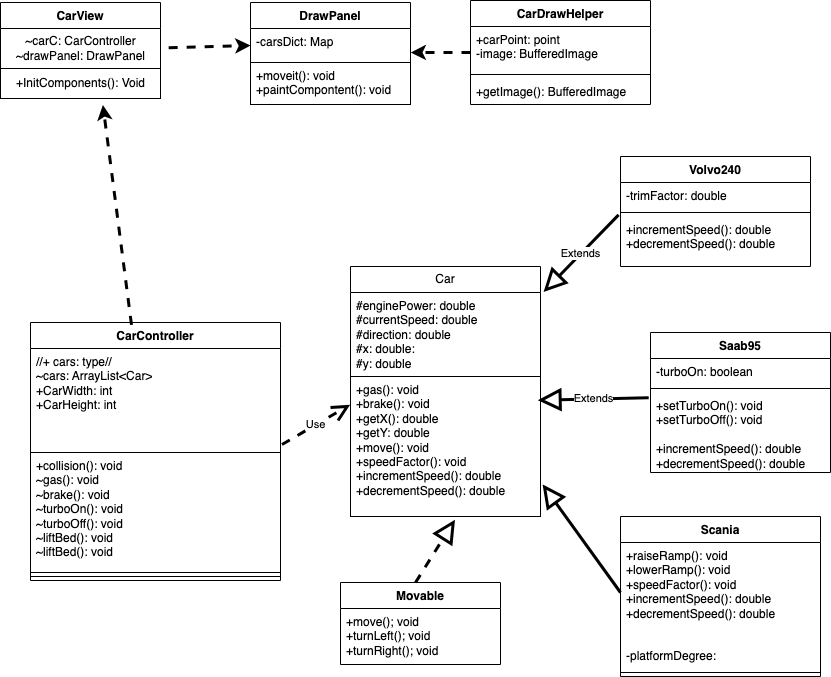 CarView
~carC: CarController
~drawPanel: DrawPanel
+InitComponents(): Void
DrawPanel
-carsDict: Map
+moveit(): void
+paintCompontent(): void
CarDrawHelper
+carPoint: point
-image: BufferedImage
+getImage(): BufferedImage
Volvo240
-trimFactor: double
+incrementSpeed(): double
+decrementSpeed(): double
Extends
Car
#enginePower: double
#currentSpeed: double
#direction: double
#x: double:
#y: double
+gas(): void
+brake(): void
+getX(): double
+getY: double
+move(): void
+speedFactor(): void
+incrementSpeed(): double
+decrementSpeed(): double
CarController
//+ cars: type//
~cars: ArrayList<Car>
+CarWidth: int
+CarHeight: int
+collision(): void
~gas(): void
~brake(): void
~turboOn(): void
~turboOff(): void
~liftBed(): void
~liftBed(): void
Use
Saab95
-turboOn: boolean
+setTurboOn(): void
+setTurboOff(): void
+incrementSpeed(): double
+decrementSpeed(): double
Extends
Scania
+raiseRamp(): void
+lowerRamp(): void
+speedFactor(): void
+incrementSpeed(): double
+decrementSpeed(): double
-platformDegree:
Movable
+move(); void
+turnLeft(); void
+turnRight(); void